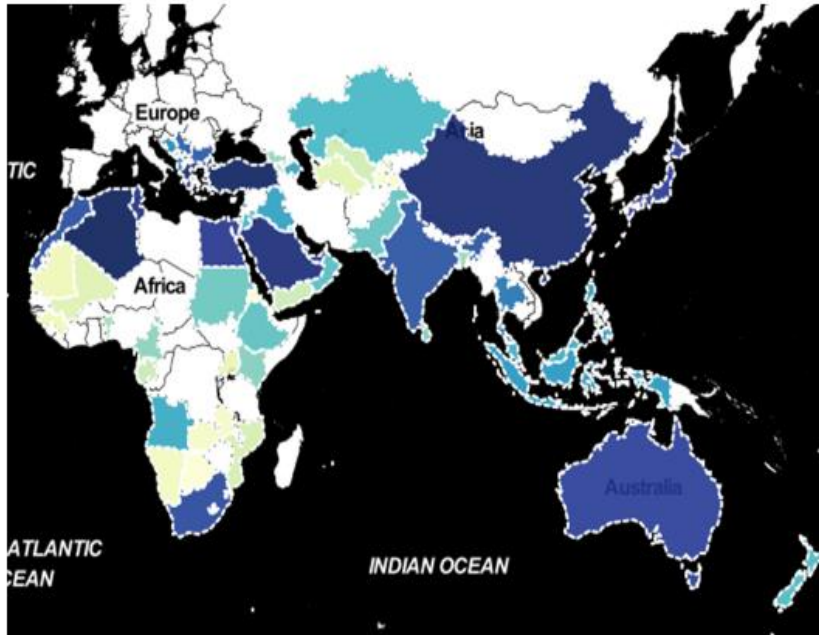 Europe
Asia
TIC
Africa
Australia
ATLANTIC
CEAN
INDIAN OCEAN